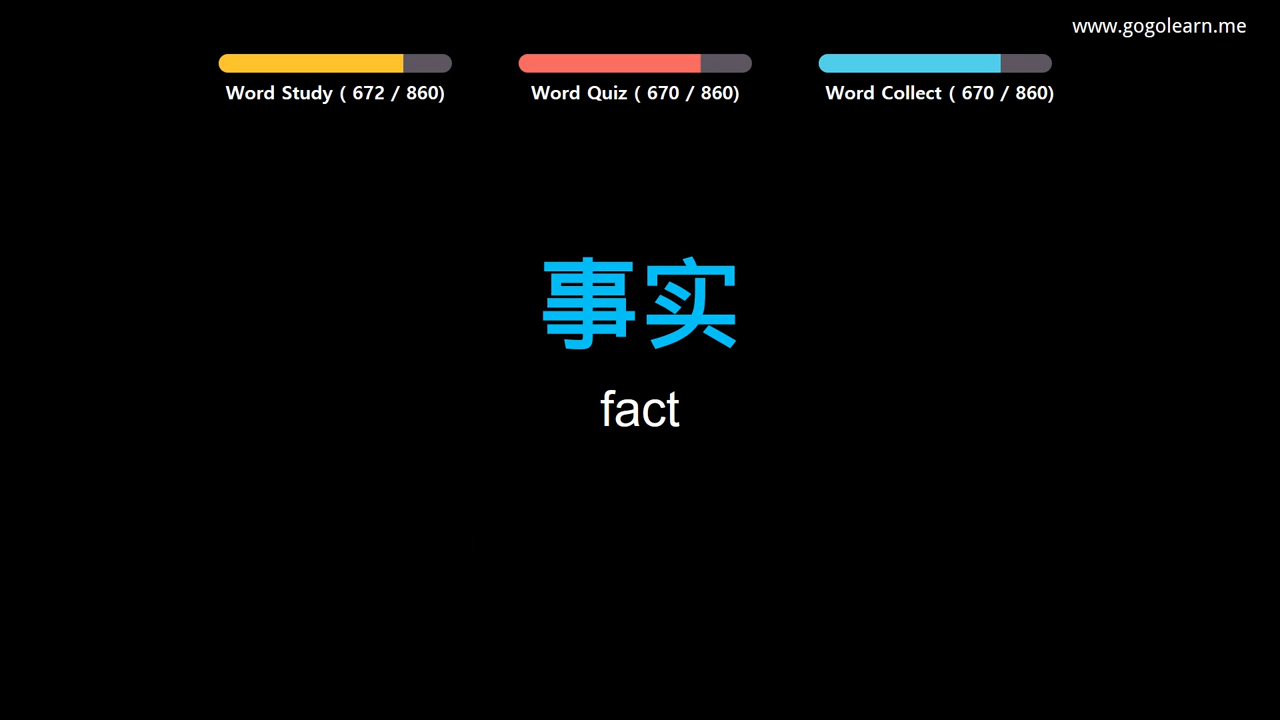 www.gogolearn.me
Word Study ( 672 / 860)
Word Quiz ( 670 / 860)
Word Collect ( 670 / 860)
事实
fact